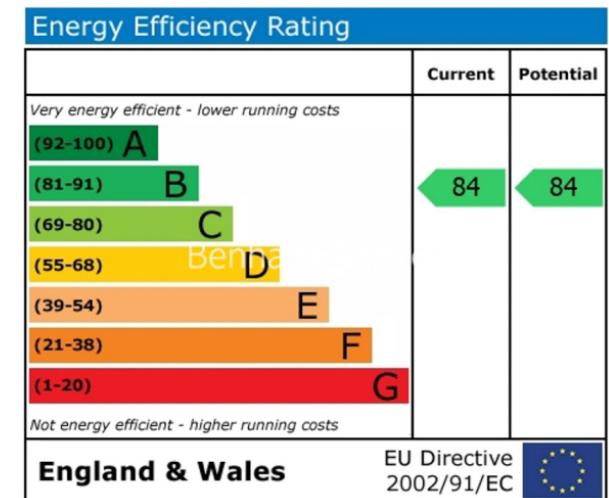 Energy Efficiency Rating
Current Potential
Very energy efficient - lower running costs
(92-100) A
(81-91) B 84 84
(69-80) C
(55-68) D
(39-54) E
(21-38) F
(1-20) G
Not energy efficient - higher running costs
England & Wales
EU Directive
2002/91/EC